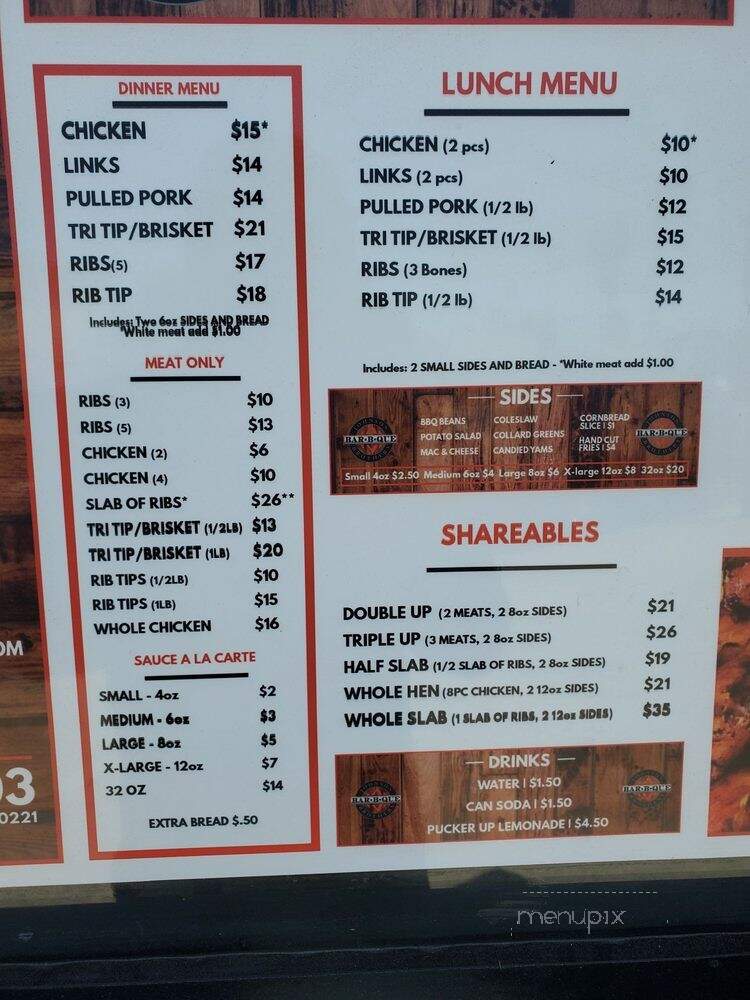 DINNER MENU
CHICKEN $15*
LINKS $14
PULLED PORK $14
TRI TIP/BRISKET $21
RIBS(5) $17
RIB TIP $18
Includes: Two 6oz SIDES AND BREAD
*White meat add $1.00
MEAT ONLY
RIBS (3) $10
RIBS (5) $13
CHICKEN (2) $6
CHICKEN (4) $10
SLAB OF RIBS* $26**
TRI TIP/BRISKET (1/2LB) $13
TRI TIP/BRISKET (1LB) $20
RIB TIPS (1/2LB) $10
RIB TIPS (1LB) $15
WHOLE CHICKEN $16
SAUCE A LA CARTE
SMALL - 4oz $2
MEDIUM - 6oz $3
LARGE - 8oz $5
X-LARGE - 12oz $7
32 OZ $14
EXTRA BREAD $.50
LUNCH MENU
CHICKEN (2 pcs) $10*
LINKS (2 pcs) $10
PULLED PORK (1/2 lb) $12
TRI TIP/BRISKET (1/2 lb) $15
RIBS (3 Bones) $12
RIB TIP (1/2 lb) $14
Includes: 2 SMALL SIDES AND BREAD - *White meat add $1.00
SIDES
BBQ BEANS COLESLAW CORNBREAD SLICE | $1
POTATO SALAD COLLARD GREENS HAND CUT
MAC & CHEESE CANDIED YAMS FRIES | $4
BAR-B-QUE BAR-B-QUE
Small 4oz $2.50 Medium 6oz $4 Large 8oz $6 X-large 12oz $8 32oz $20
SHAREABLES
DOUBLE UP (2 MEATS, 2 8oz SIDES) $21
TRIPLE UP (3 MEATS, 2 8oz SIDES) $26
HALF SLAB (1/2 SLAB OF RIBS, 2 8oz SIDES) $19
WHOLE HEN (8PC CHICKEN, 2 12oz SIDES) $21
WHOLE SLAB (1 SLAB OF RIBS, 2 12oz SIDES) $35
DRINKS
WATER | $1.50
CAN SODA | $1.50
PUCKER UP LEMONADE | $4.50
BAR-B-QUE BAR-B-QUE
OM
03
0221
menupix